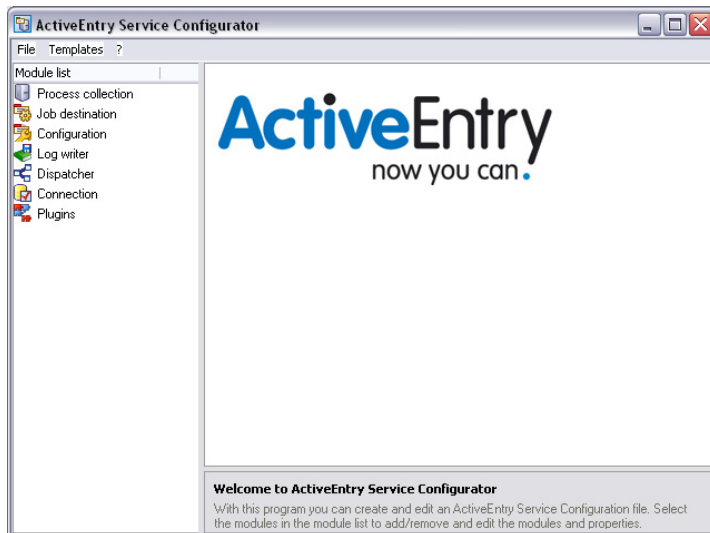 ActiveEntry Service Configurator
File Templates ?
Module list
Process collection
Job destination
Configuration
Log writer
Dispatcher
Connection
Plugins
ActiveEntry
now you can.
Welcome to ActiveEntry Service Configurator
With this program you can create and edit an ActiveEntry Service Configuration file. Select
the modules in the module list to add/remove and edit the modules and properties.